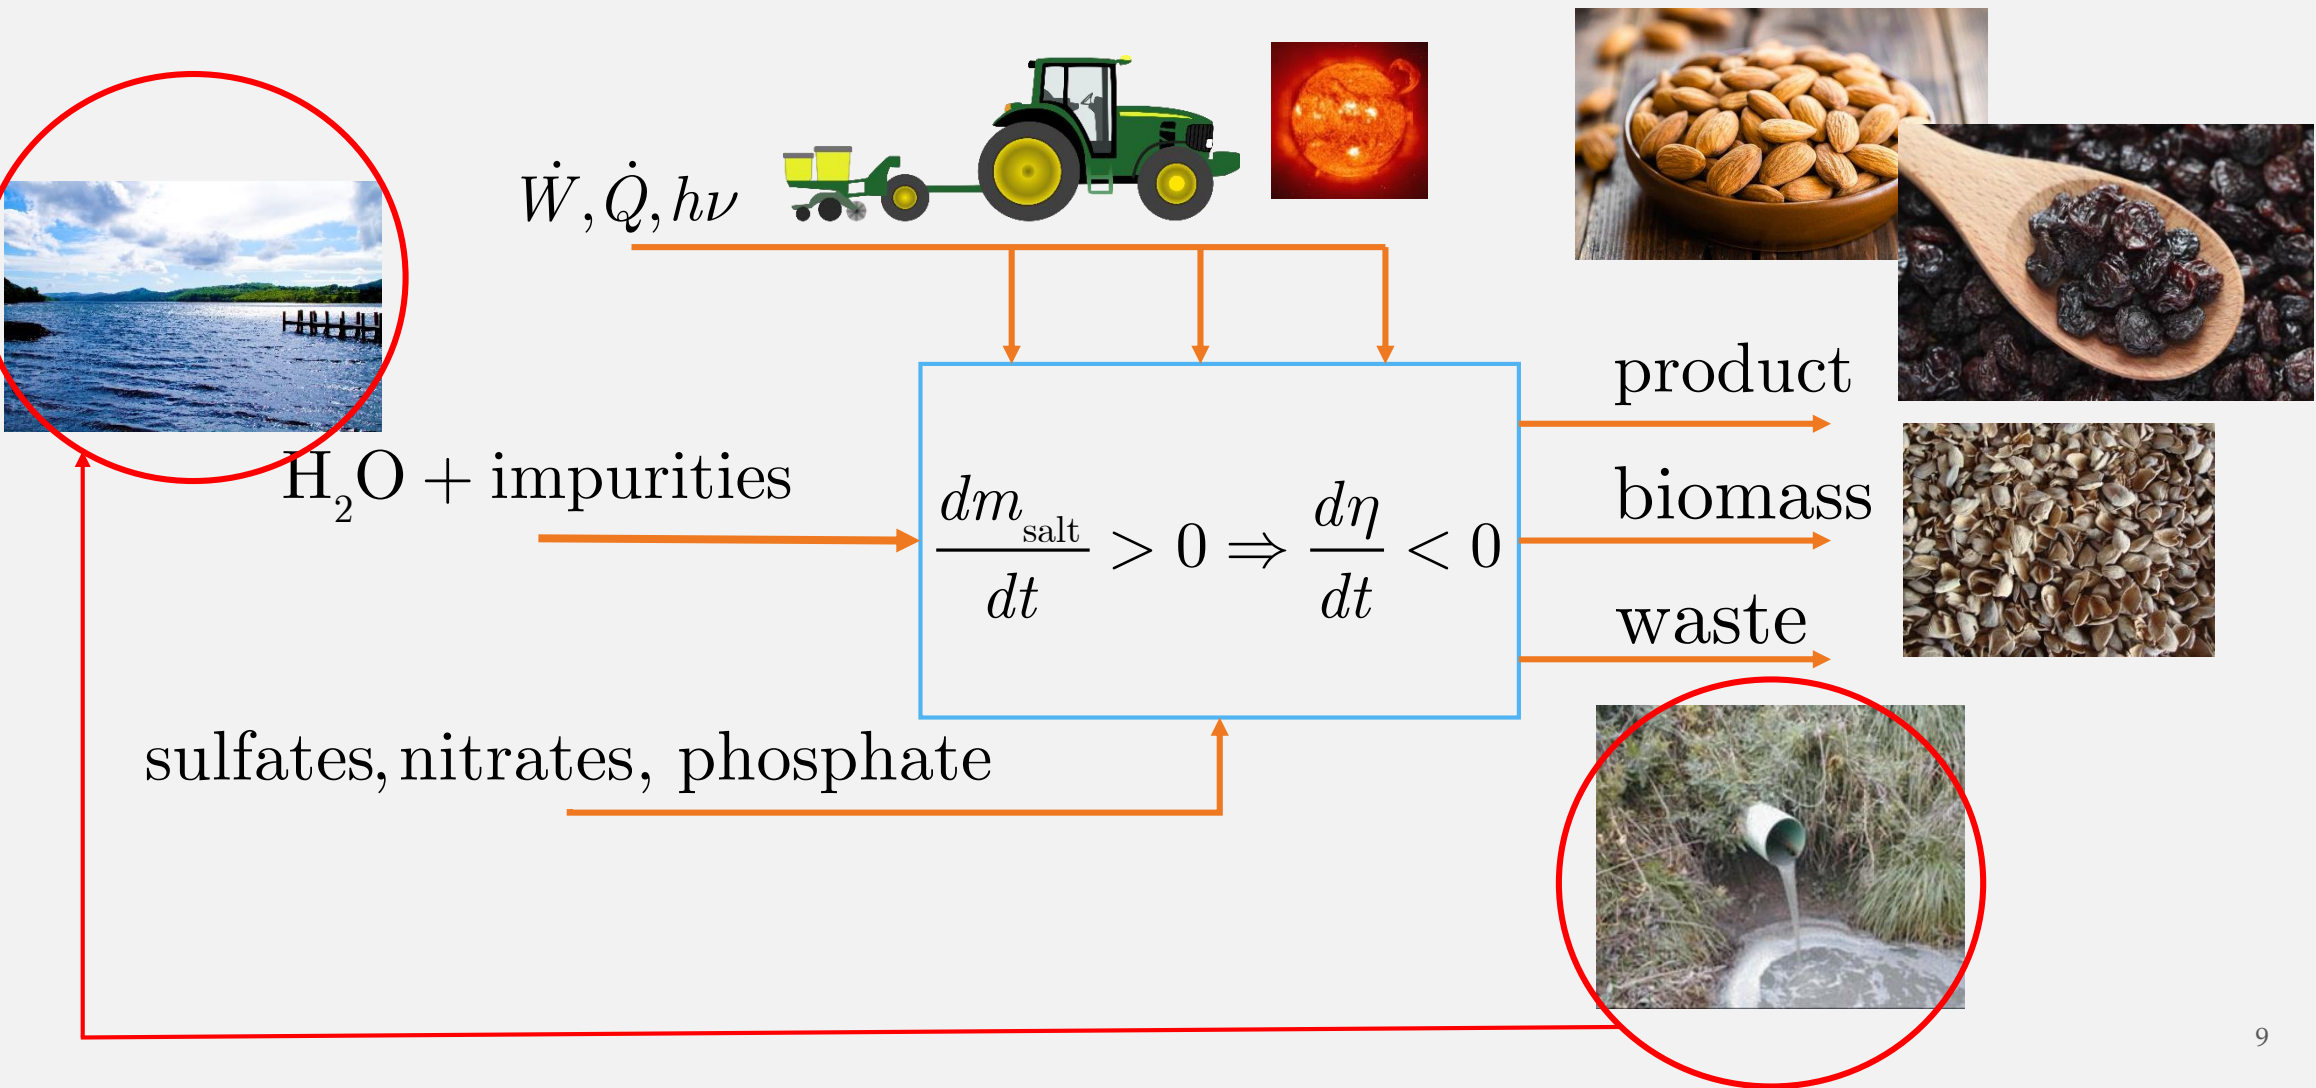 Ẇ, Q̇, hν
product
H₂O + impurities
biomass
dm_salt/dt > 0 ⇒ dη/dt < 0
waste
sulfates, nitrates, phosphate
9